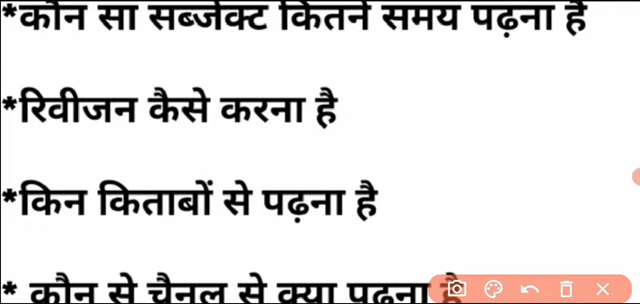 *कौन सा सब्जेक्ट कितने समय पढ़ना है
*रिवीजन कैसे करना है
*किन किताबों से पढ़ना है
* कौन से चैनल से क्या पढ़ना है